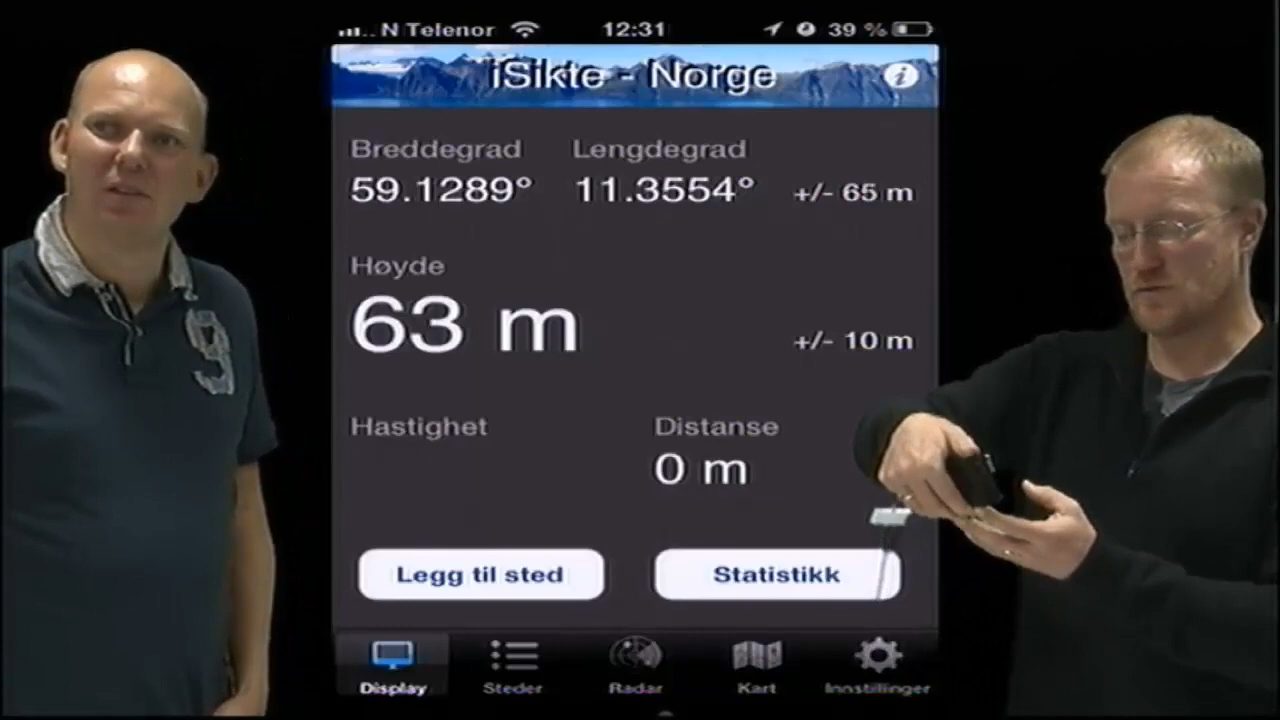 N Telenor 12:31 39 %
iSikte - Norge
Breddegrad Lengdegrad
59.1289° 11.3554° +/- 65 m
Høyde
63 m +/- 10 m
Hastighet Distanse
0 m
Legg til sted Statistikk
Display Steder Radar Kart Innstillinger
9